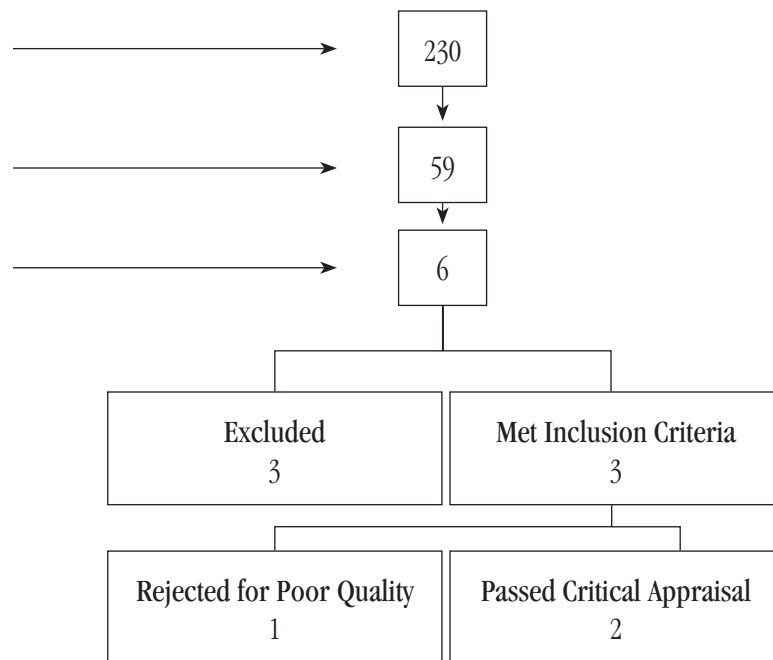 230
59
6
Excluded
3
Met Inclusion Criteria
3
Rejected for Poor Quality
1
Passed Critical Appraisal
2